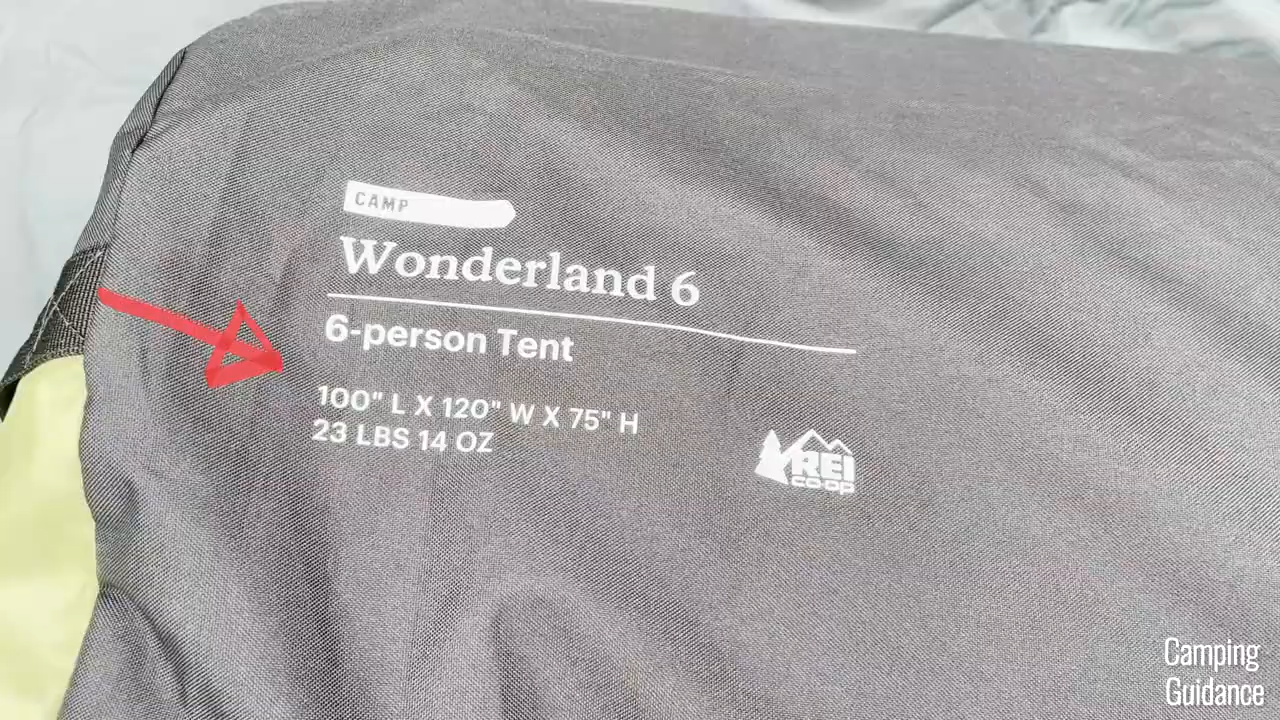 CAMP
Wonderland 6
6-person Tent
100" L X 120" W X 75" H
23 LBS 14 OZ
REI
CO·OP
Camping
Guidance